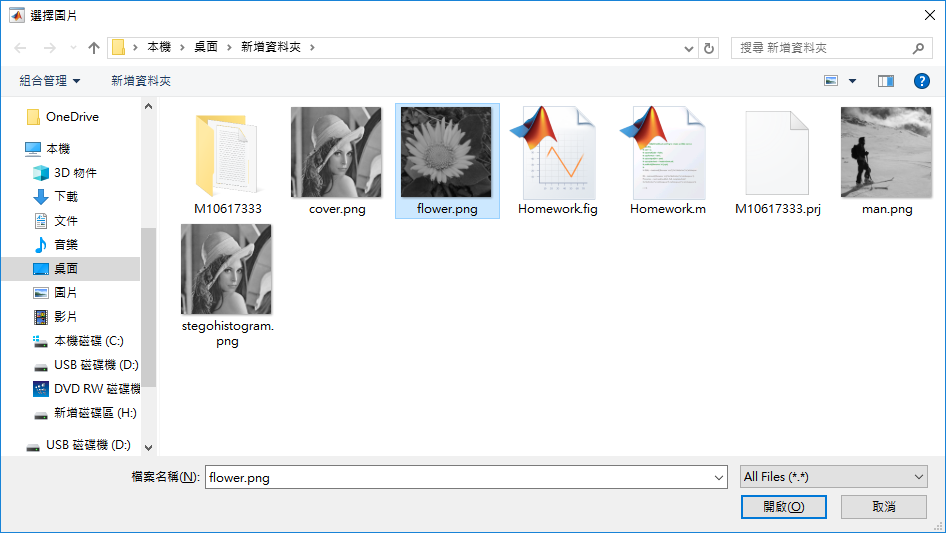 選擇圖片
本機 桌面 新增資料夾
搜尋 新增資料夾
組合管理
新增資料夾
OneDrive
本機
3D 物件
下載
文件
音樂
桌面
圖片
影片
本機磁碟 (C:)
USB 磁碟機 (D:)
DVD RW 磁碟機
新增磁碟區 (H:)
USB 磁碟機 (D:)
M10617333
cover.png
flower.png
Homework.fig
Homework.m
M10617333.prj
man.png
stegohistogram.
png
檔案名稱(N):
flower.png
All Files (*.*)
開啟(O)
取消